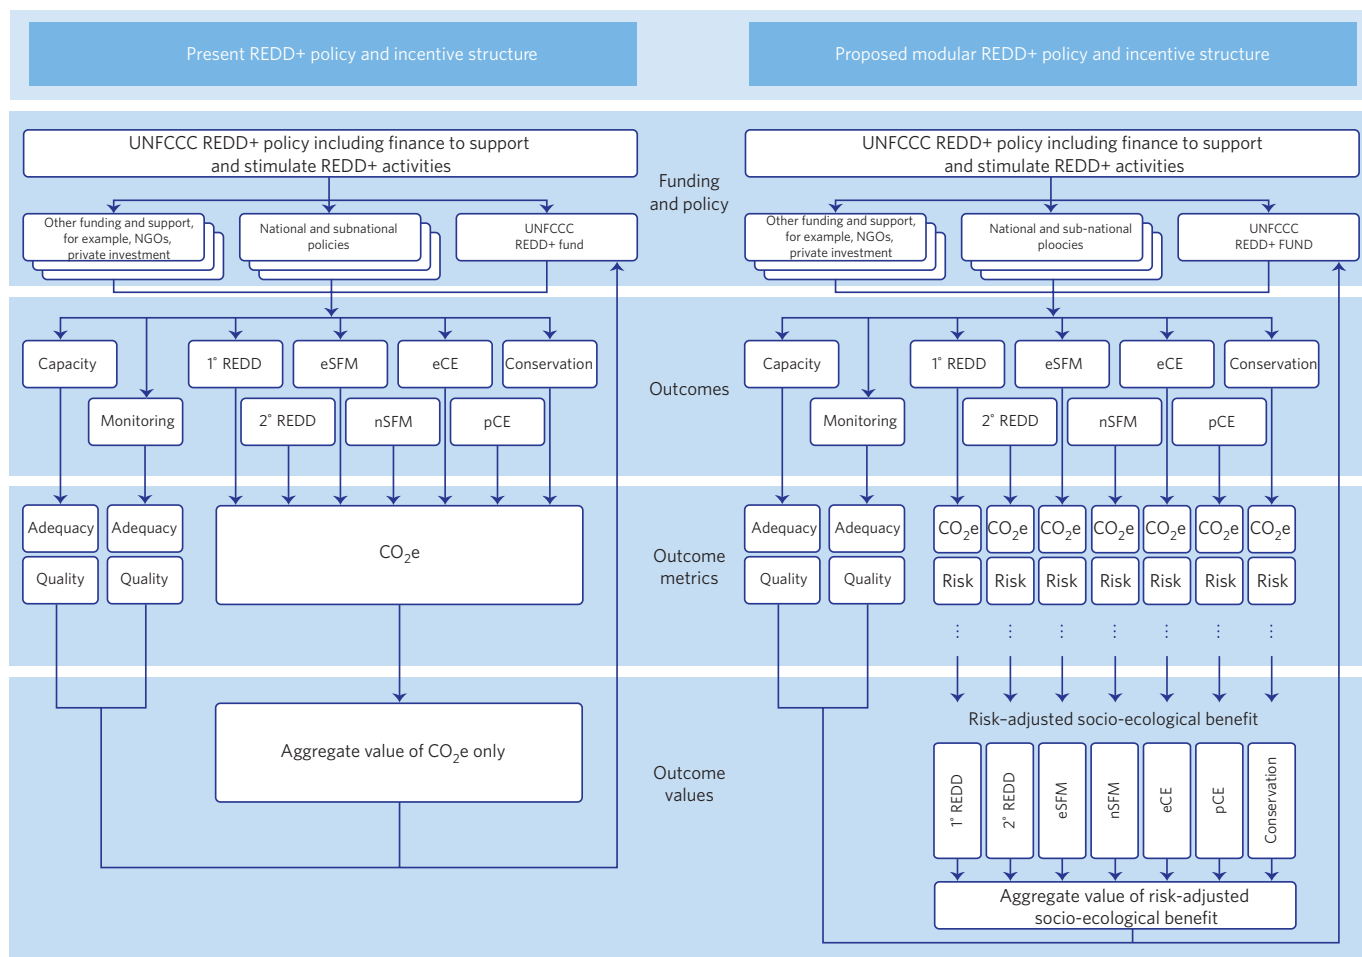 Present REDD+ policy and incentive structure
Proposed modular REDD+ policy and incentive structure
UNFCCC REDD+ policy including finance to support
and stimulate REDD+ activities
Other funding and support,
for example, NGOs,
private investment
National and subnational
policies
UNFCCC
REDD+ fund
Funding
and policy
UNFCCC REDD+ policy including finance to support
and stimulate REDD+ activities
Other funding and support,
for example, NGOs,
private investment
National and sub-national
ploocies
UNFCCC
REDD+ FUND
Capacity
1° REDD
eSFM
eCE
Conservation
Monitoring
2° REDD
nSFM
pCE
Outcomes
Capacity
1° REDD
eSFM
eCE
Conservation
Monitoring
2° REDD
nSFM
pCE
Adequacy
Adequacy
Quality
Quality
CO₂e
Outcome
metrics
Adequacy
Adequacy
Quality
Quality
CO₂e
CO₂e
CO₂e
CO₂e
CO₂e
CO₂e
CO₂e
Risk
Risk
Risk
Risk
Risk
Risk
Risk
Aggregate value of CO₂e only
Outcome
values
Risk-adjusted socio-ecological benefit
1° REDD
2° REDD
eSFM
nSFM
eCE
pCE
Conservation
Aggregate value of risk-adjusted
socio-ecological benefit